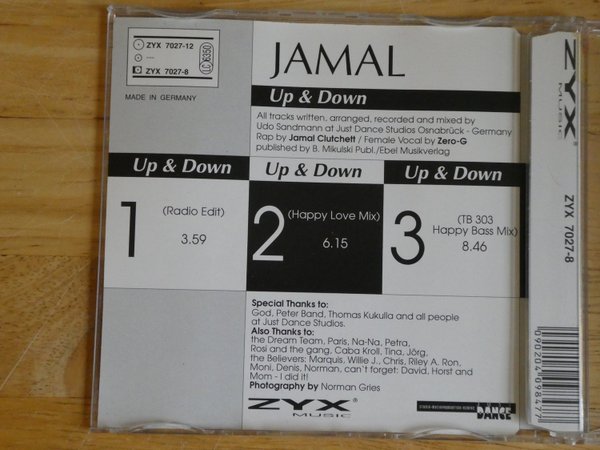 ZYX 7027-12
ZYX 7027-8
LC 6350
MADE IN GERMANY
JAMAL
Up & Down
All tracks written, arranged, recorded and mixed by
Udo Sandmann at Just Dance Studios Osnabrück - Germany
Rap by Jamal Clutchett / Female Vocal by Zero-G
published by B. Mikulski Publ./Ebel Musikverlag
Up & Down
1
(Radio Edit)
3.59
Up & Down
2
(Happy Love Mix)
6.15
Up & Down
3
(TB 303
Happy Bass Mix)
8.46
Special Thanks to:
God, Peter Band, Thomas Kukulla and all people
at Just Dance Studios.
Also Thanks to:
the Dream Team, Paris, Na-Na, Petra,
Rosi and the gang, Caba Kroll, Tina, Jörg,
the Believers: Marquis, Willie J., Chris, Riley A. Ron,
Moni, Denis, Norman, can't forget: David, Horst and
Mom - I did it!
Photography by Norman Gries
ZYX®
MUSIC
DANCE
ZYX®
MUSIC
ZYX 7027-8
090204098477